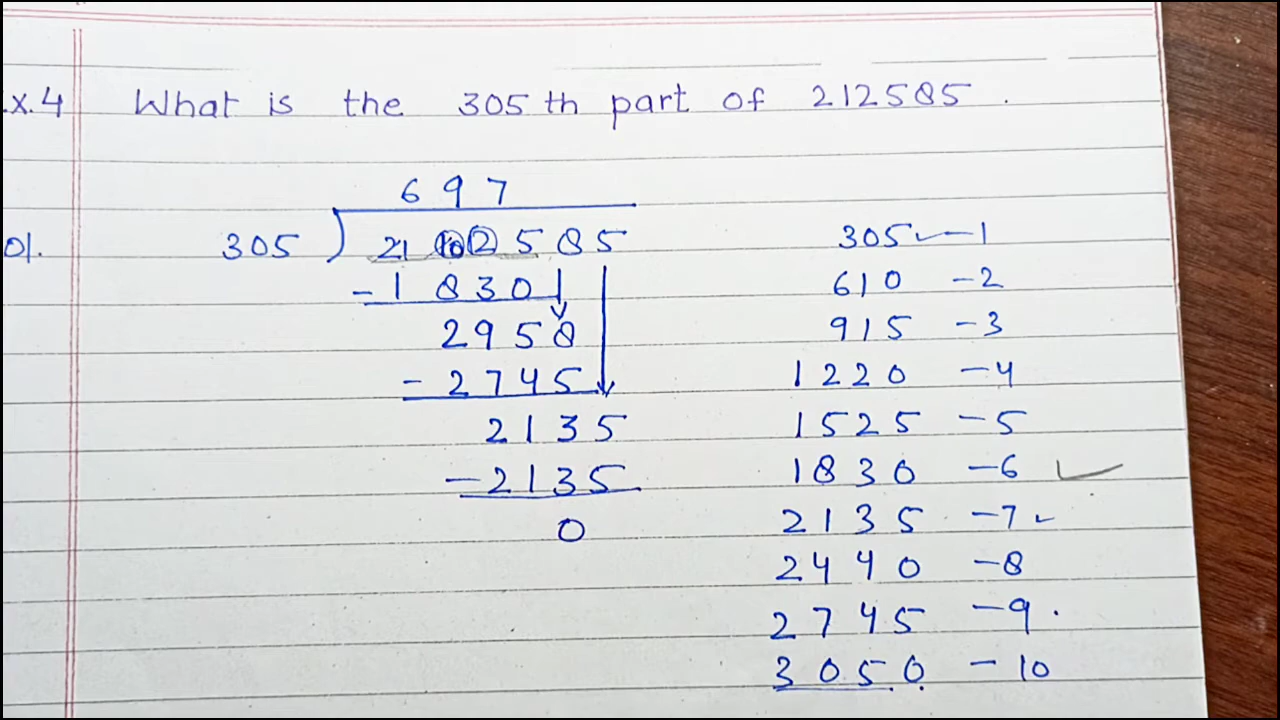 .x.4 What is the 305 th part of 212585 .
697
ol. 305 ) 212585
- 1830
2958
- 2745
2135
- 2135
0
305 - 1
610 - 2
915 - 3
1220 - 4
1525 - 5
1830 - 6
2135 - 7
2440 - 8
2745 - 9 .
3050 - 10